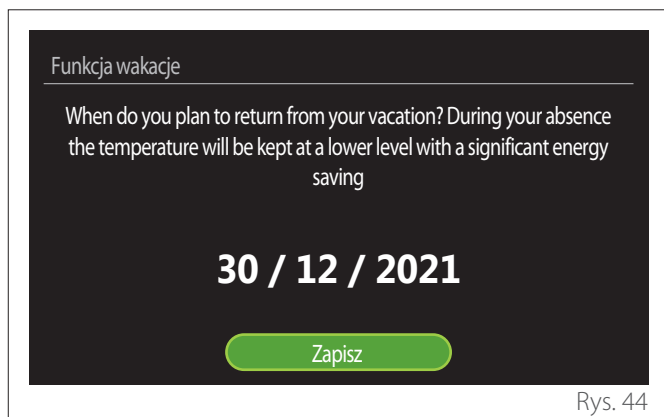 Funkcja wakacje
When do you plan to return from your vacation? During your absence
the temperature will be kept at a lower level with a significant energy
saving
30 / 12 / 2021
Zapisz
Rys. 44